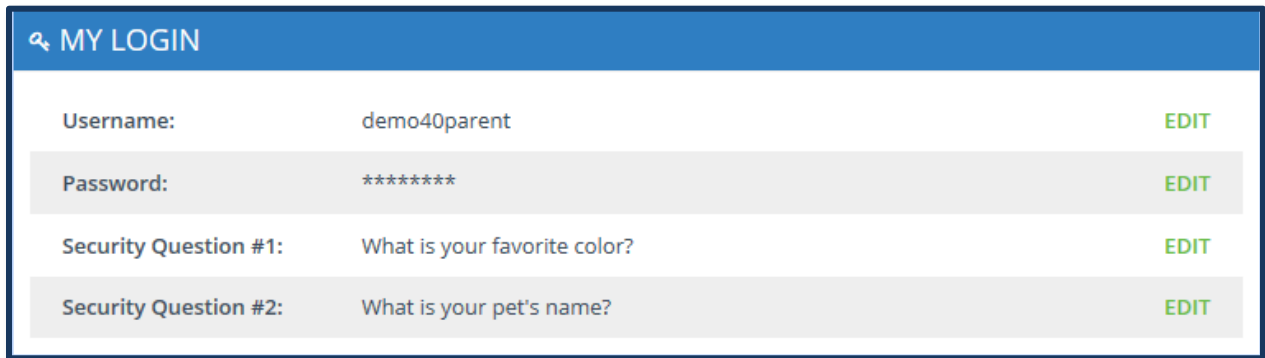 MY LOGIN
Username: demo40parent EDIT
Password: ******** EDIT
Security Question #1: What is your favorite color? EDIT
Security Question #2: What is your pet's name? EDIT